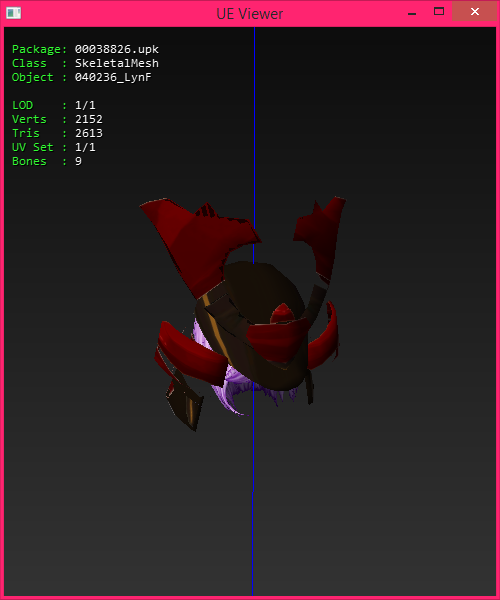 UE Viewer
Package: 00038826.upk
Class : SkeletalMesh
Object : 040236_LynF
LOD : 1/1
Verts : 2152
Tris : 2613
UV Set : 1/1
Bones : 9